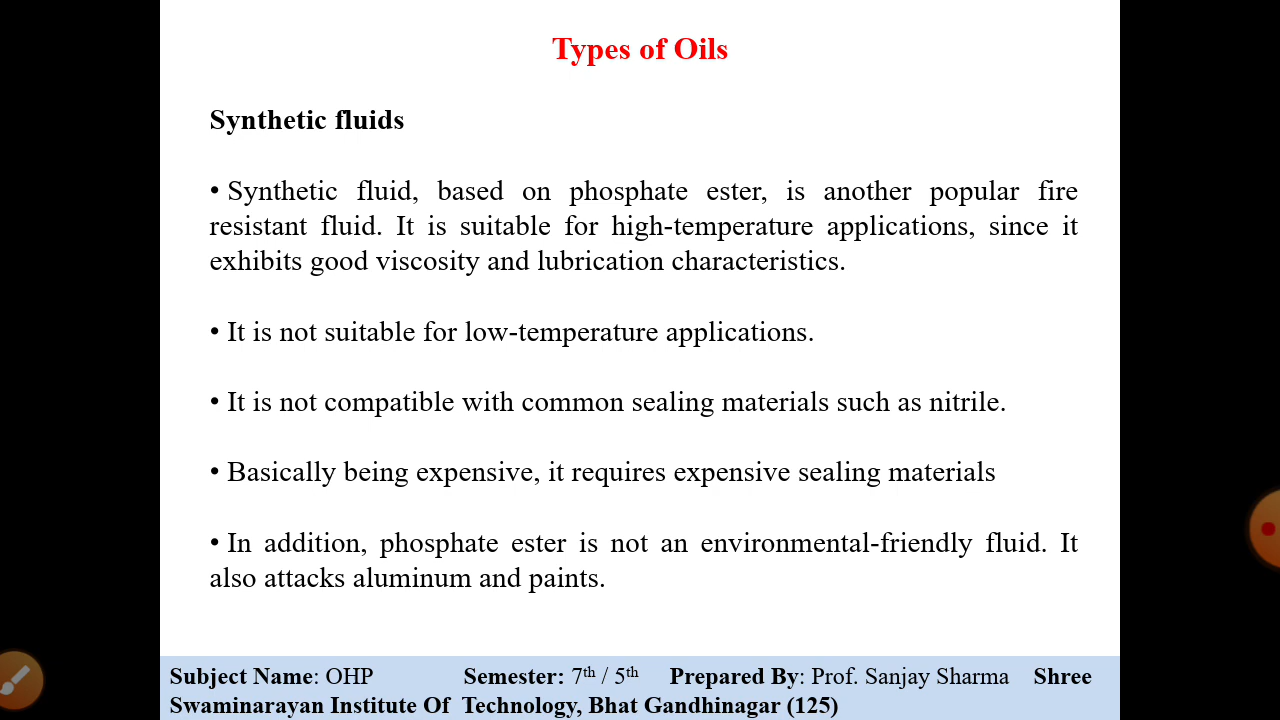 Types of Oils
Synthetic fluids
• Synthetic fluid, based on phosphate ester, is another popular fire
resistant fluid. It is suitable for high-temperature applications, since it
exhibits good viscosity and lubrication characteristics.
• It is not suitable for low-temperature applications.
• It is not compatible with common sealing materials such as nitrile.
• Basically being expensive, it requires expensive sealing materials
• In addition, phosphate ester is not an environmental-friendly fluid. It
also attacks aluminum and paints.
Subject Name: OHP Semester: 7th / 5th Prepared By: Prof. Sanjay Sharma Shree
Swaminarayan Institute Of Technology, Bhat Gandhinagar (125)